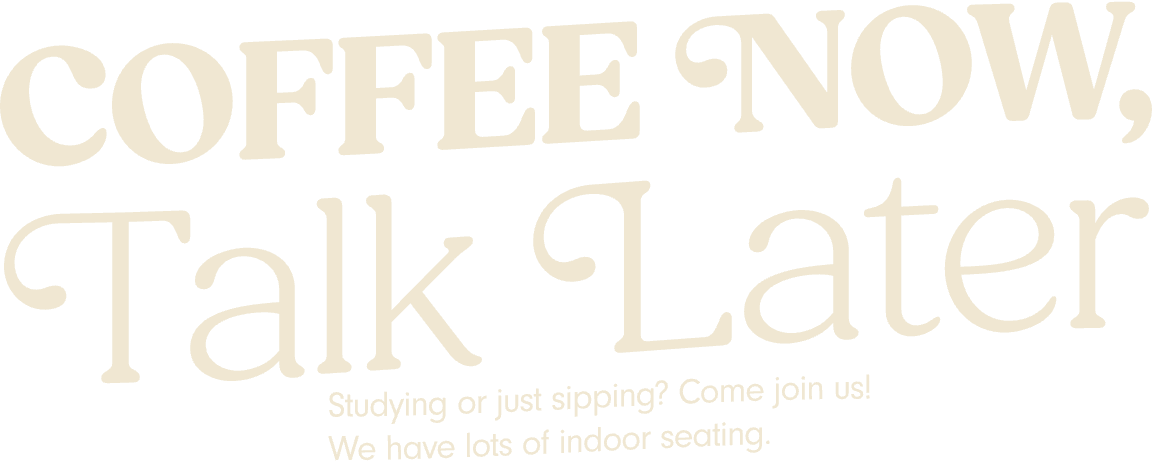 COFFEE NOW,
Talk Later
Studying or just sipping? Come join us!
We have lots of indoor seating.